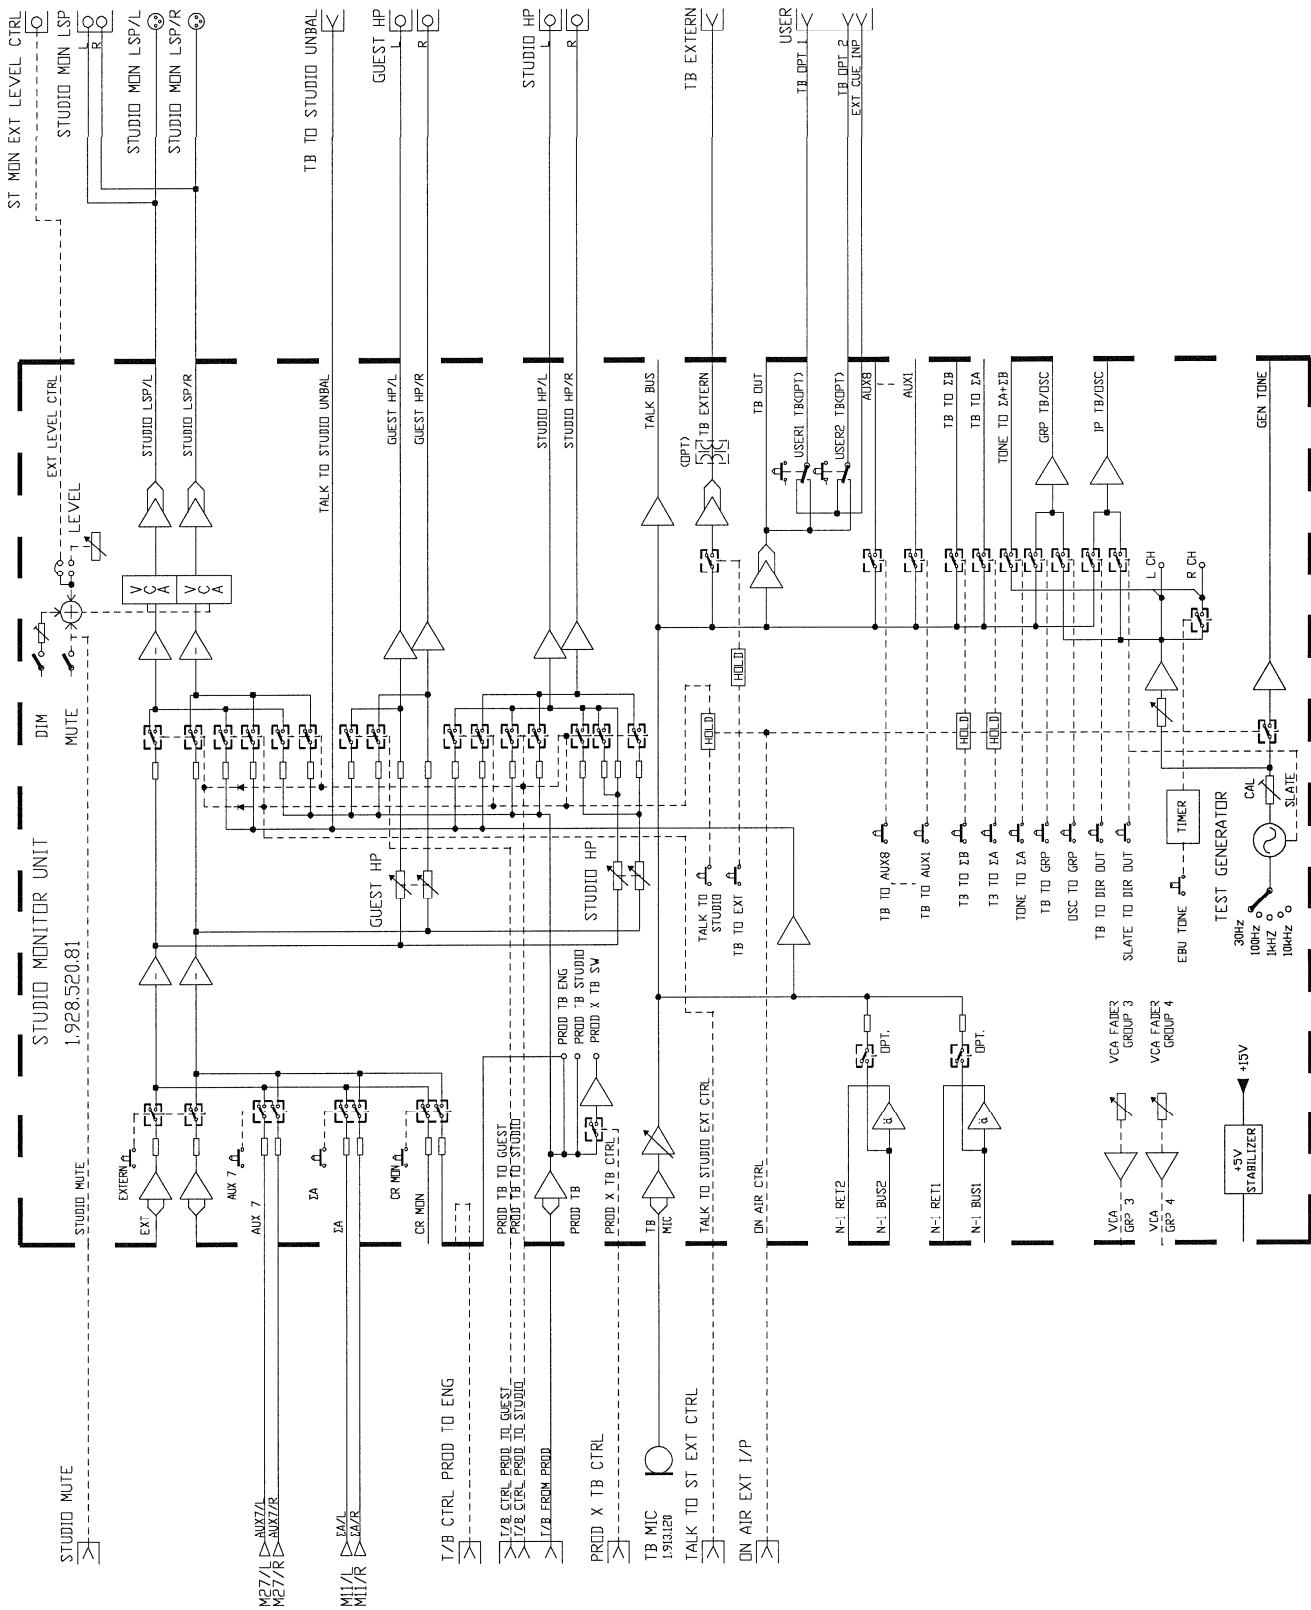 ST MON EXT LEVEL CTRL
STUDIO MON LSP
L
R
STUDIO MON LSP/L
STUDIO MON LSP/R
TB TO STUDIO UNBAL
GUEST HP
L
R
STUDIO HP
L
R
TB EXTERN
USER
TB OPT 1
TB OPT 2
EXT CUE INP
EXT LEVEL CTRL
STUDIO LSP/L
STUDIO LSP/R
TALK TO STUDIO UNBAL
GUEST HP/L
GUEST HP/R
STUDIO HP/L
STUDIO HP/R
TALK BUS
(OPT)
TB EXTERN
TB OUT
USER1 TB(OPT)
USER2 TB(OPT)
AUX8
AUX1
TB TO ΣB
TB TO ΣA
TONE TO ΣA+ΣB
GRP TB/OSC
IP TB/OSC
GEN TONE
LEVEL
VCA
VCA
DIM
MUTE
HOLD
HOLD
HOLD
HOLD
L CH
R CH
STUDIO MONITOR UNIT
1.928.520.81
GUEST HP
STUDIO HP
TALK TO
STUDIO
TB TO EXT
TB TO AUX8
TB TO AUX1
TB TO ΣB
TB TO ΣA
TONE TO ΣA
TB TO GRP
OSC TO GRP
TB TO DIR OUT
SLATE TO DIR OUT
EBU TONE
TIMER
TEST GENERATOR
CAL
SLATE
30Hz
100Hz
1kHZ
10kHz
PROD TB ENG
PROD TB STUDIO
PROD X TB SW
OPT.
OPT.
VCA FADER
GROUP 3
VCA FADER
GROUP 4
+15V
+5V
STABILIZER
STUDIO MUTE
EXTERN
EXT
AUX 7
AUX 7
ΣA
ΣA
CR MON
CR MON
PROD TB TO GUEST
PROD TB TO STUDIO
PROD TB
PROD X TB CTRL
TB
MIC
TALK TO STUDIO EXT CTRL
ON AIR CTRL
N-1 RET2
N-1 BUS2
N-1 RET1
N-1 BUS1
VCA
GRP 3
VCA
GRP 4
STUDIO MUTE
M27/L
M27/R
AUX7/L
AUX7/R
M11/L
M11/R
ΣA/L
ΣA/R
T/B CTRL PROD TO ENG
T/B CTRL PROD TO GUEST
T/B CTRL PROD TO STUDIO
T/B FROM PROD
PROD X TB CTRL
TB MIC
1.913.120
TALK TO ST EXT CTRL
ON AIR EXT I/P